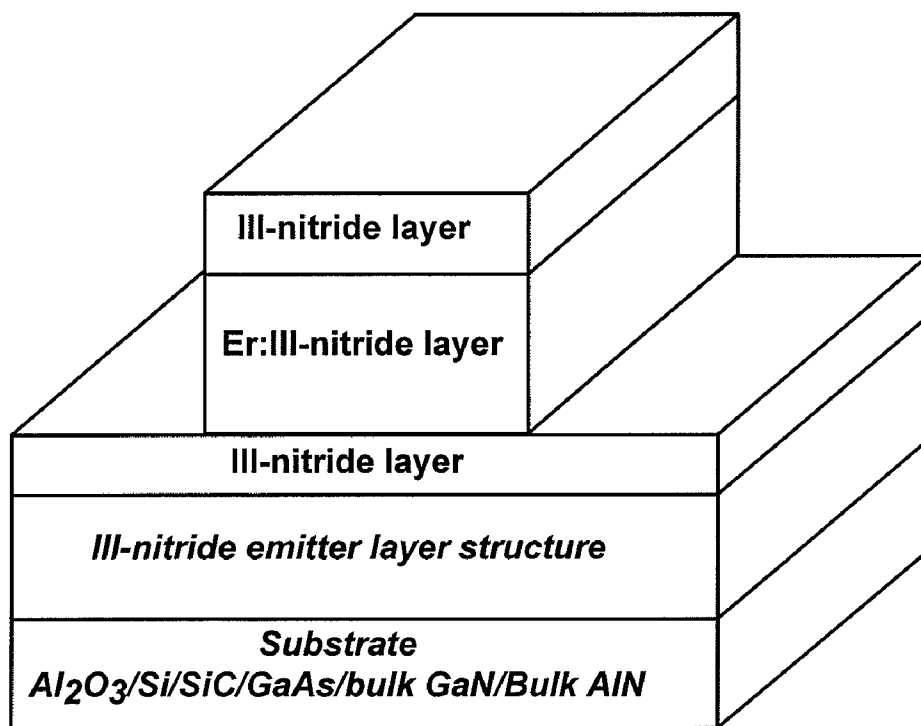 III-nitride layer
Er:III-nitride layer
III-nitride layer
III-nitride emitter layer structure
Substrate
Al₂O₃/Si/SiC/GaAs/bulk GaN/Bulk AlN